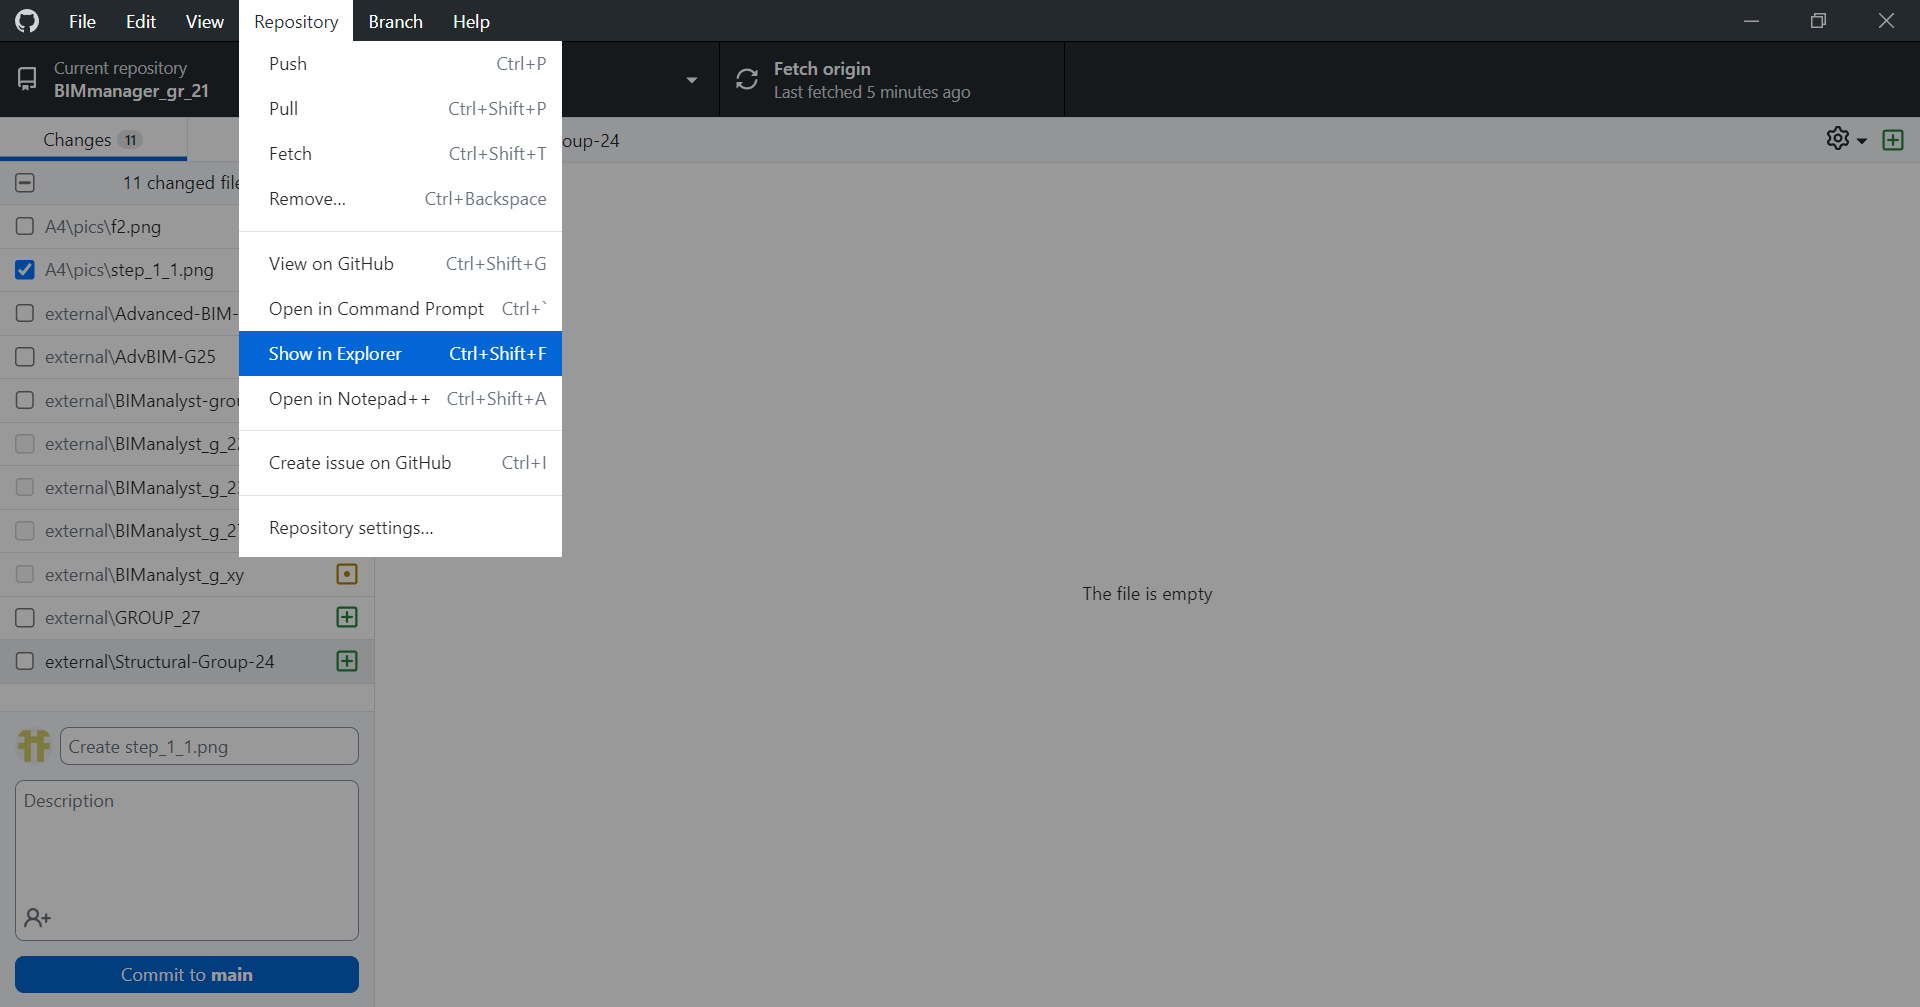 File Edit View Repository Branch Help
Current repository
BIMmanager_gr_21
Fetch origin
Last fetched 5 minutes ago
Changes 11
oup-24
11 changed file
A4\pics\f2.png
A4\pics\step_1_1.png
external\Advanced-BIM-
external\AdvBIM-G25
external\BIManalyst-grou
external\BIManalyst_g_22
external\BIManalyst_g_2
external\BIManalyst_g_27
external\BIManalyst_g_xy
external\GROUP_27
external\Structural-Group-24
Push Ctrl+P
Pull Ctrl+Shift+P
Fetch Ctrl+Shift+T
Remove... Ctrl+Backspace
View on GitHub Ctrl+Shift+G
Open in Command Prompt Ctrl+`
Show in Explorer Ctrl+Shift+F
Open in Notepad++ Ctrl+Shift+A
Create issue on GitHub Ctrl+I
Repository settings...
The file is empty
Create step_1_1.png
Description
Commit to main